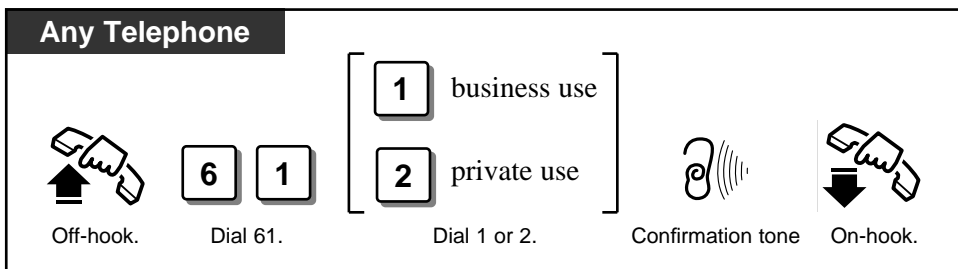 Any Telephone
1 business use
6 1
2 private use
Off-hook. Dial 61. Dial 1 or 2. Confirmation tone On-hook.